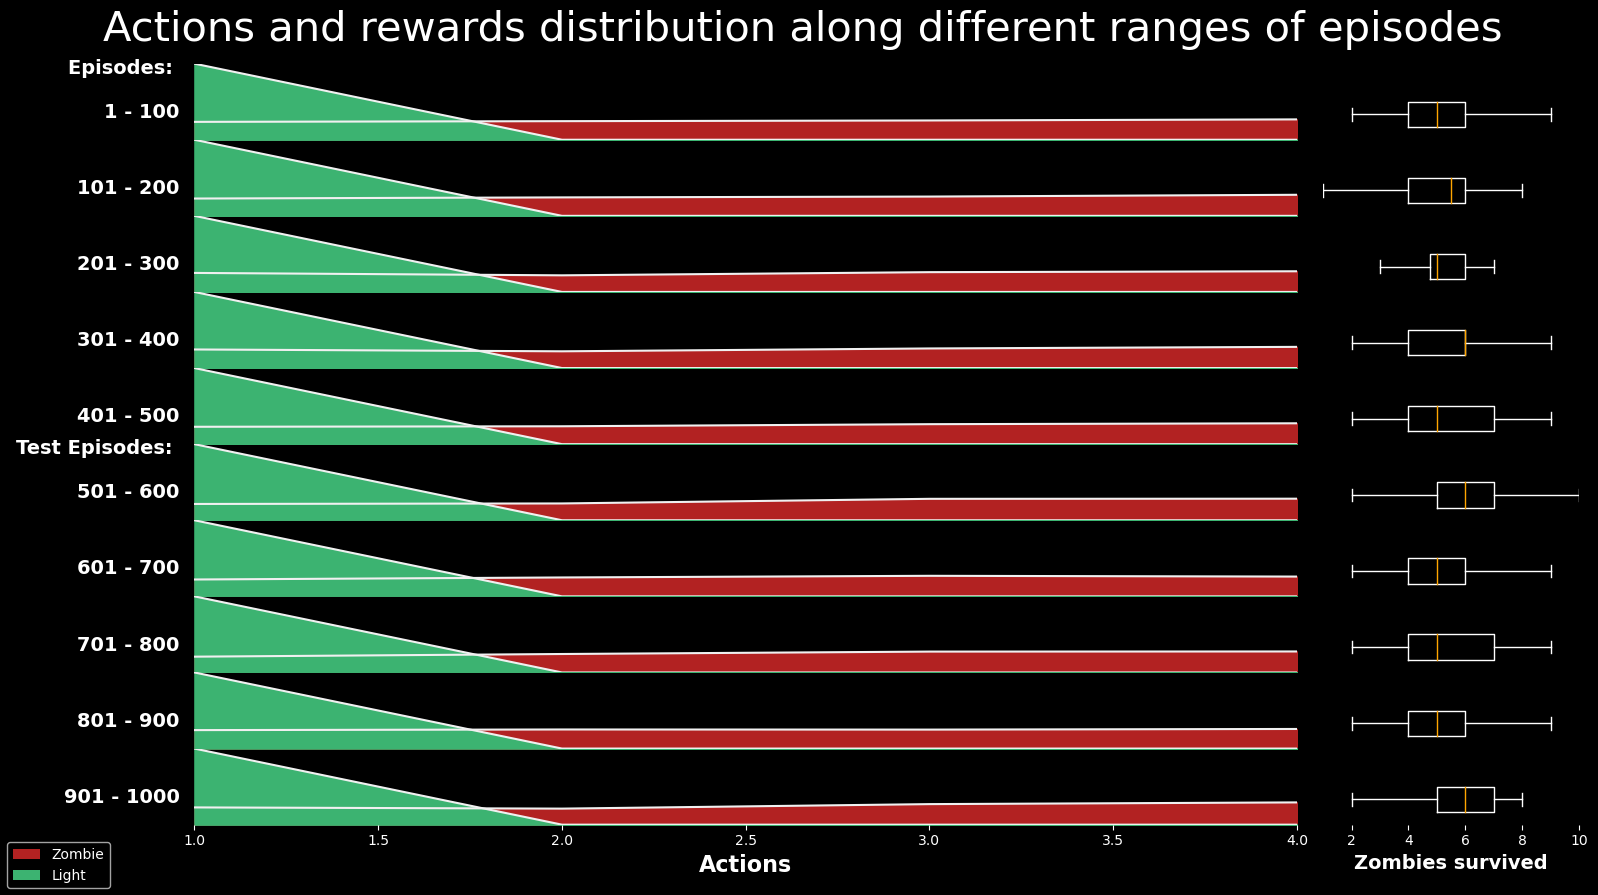 Actions and rewards distribution along different ranges of episodes
Episodes:
1 - 100
101 - 200
201 - 300
301 - 400
401 - 500
Test Episodes:
501 - 600
601 - 700
701 - 800
801 - 900
901 - 1000
1.0 1.5 2.0 2.5 3.0 3.5 4.0
Actions
2 4 6 8 10
Zombies survived
Zombie
Light